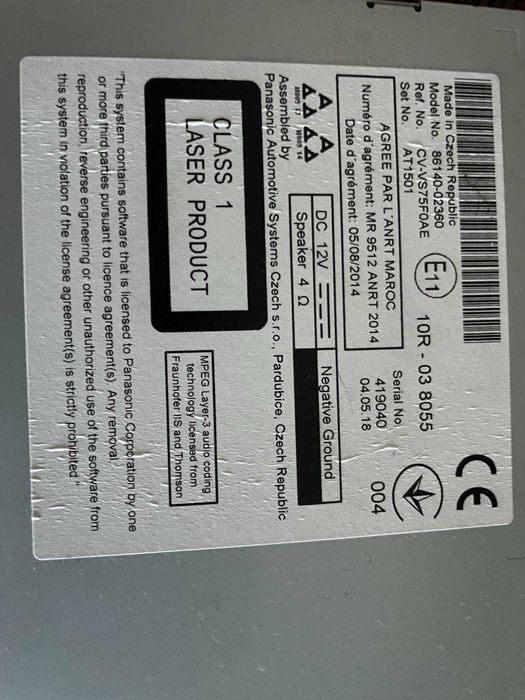 Made in Czech Republic
Model No. 86140-02360
Ref. No. CV-VS75F0AE
Set No. AT1501
E11
10R - 03 8055
CE
AGREE PAR L'ANRT MAROC
Numéro d'agrément: MR 9512 ANRT 2014
Date d'agrément: 05/08/2014
Serial No.
419040
04.05.18
004
DC 12V
Negative Ground
Speaker 4 Ω
Assembled by
Panasonic Automotive Systems Czech s.r.o., Pardubice, Czech Republic
CLASS 1
LASER PRODUCT
MPEG Layer-3 audio coding
technology licensed from
Fraunhofer IIS and Thomson
"This system contains software that is licensed to Panasonic Corporation by one
or more third parties pursuant to licence agreement(s). Any removal,
reproduction, reverse engineering or other unauthorized use of the software from
this system in violation of the license agreement(s) is strictly prohibited."